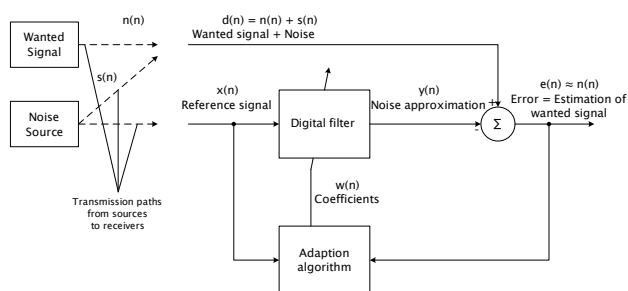 n(n)
d(n) = n(n) + s(n)
Wanted signal + Noise
Wanted
Signal
s(n)
x(n)
Reference signal
y(n)
Noise approximation
+
-
Σ
e(n) ≈ n(n)
Error = Estimation of
wanted signal
Noise
Source
Digital filter
w(n)
Coefficients
Transmission paths
from sources
to receivers
Adaption
algorithm